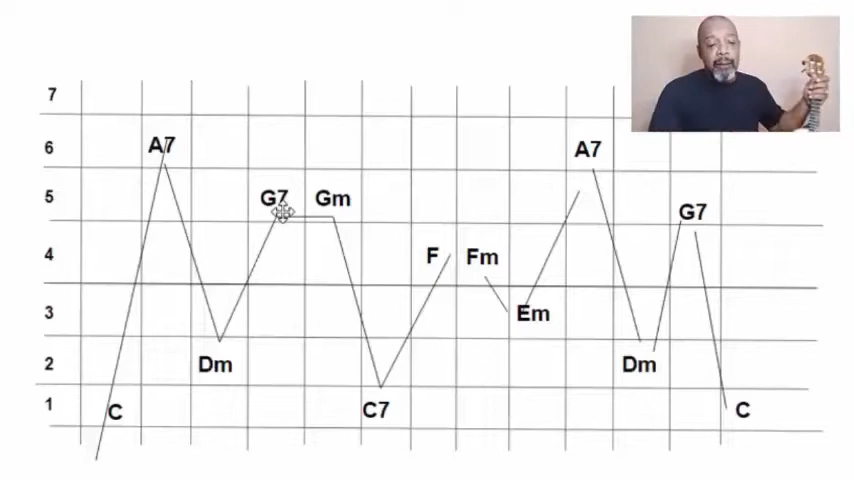 7
6 A7 A7
5 G7 Gm G7
4 F Fm
3 Em
2 Dm Dm
1 C C7 C